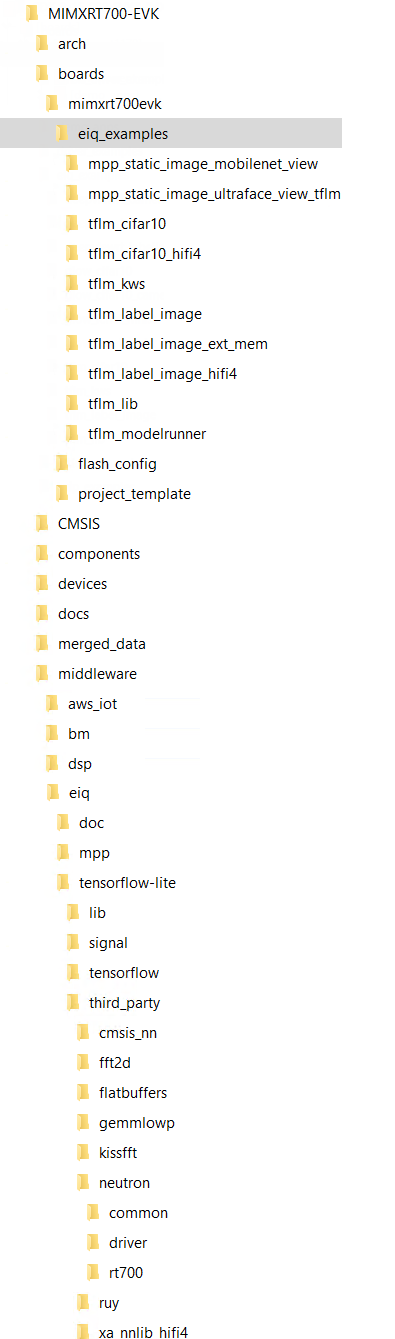 MIMXRT700-EVK
arch
boards
mimxrt700evk
eiq_examples
mpp_static_image_mobilenet_view
mpp_static_image_ultraface_view_tflm
tflm_cifar10
tflm_cifar10_hifi4
tflm_kws
tflm_label_image
tflm_label_image_ext_mem
tflm_label_image_hifi4
tflm_lib
tflm_modelrunner
flash_config
project_template
CMSIS
components
devices
docs
merged_data
middleware
aws_iot
bm
dsp
eiq
doc
mpp
tensorflow-lite
lib
signal
tensorflow
third_party
cmsis_nn
fft2d
flatbuffers
gemmlowp
kissfft
neutron
common
driver
rt700
ruy
xa_nnlib_hifi4